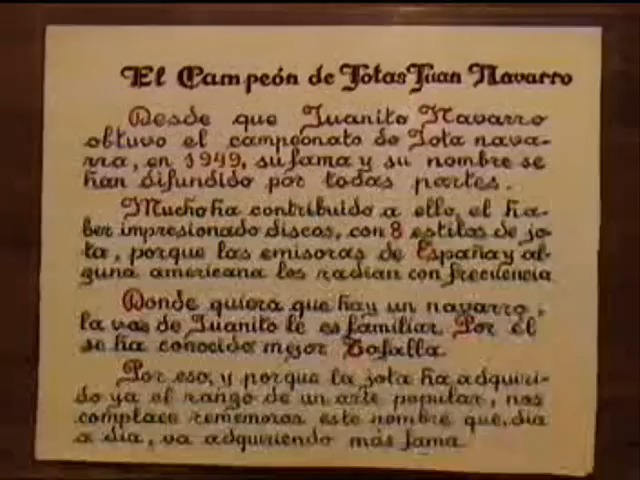 El Campeón de Jotas Juan Navarro
Desde que Juanito Navarro
obtuvo el campeonato de Jota nava-
rra, en 1949, su fama y su nombre se
han difundido por todas partes.
Mucho ha contribuido a ello, el ha-
ber impresionado discos, con 8 estilos de jo-
ta, porque las emisoras de España y al-
guna americana los radian con frecuencia
Donde quiera que hay un navarro,
la voz de Juanito le es familiar. Por él
se ha conocido mejor Tafalla.
Por eso, y porque la jota ha adquiri-
do ya el rango de un arte popular, nos
complace rememorar este nombre que, día
a día, va adquiriendo más fama.